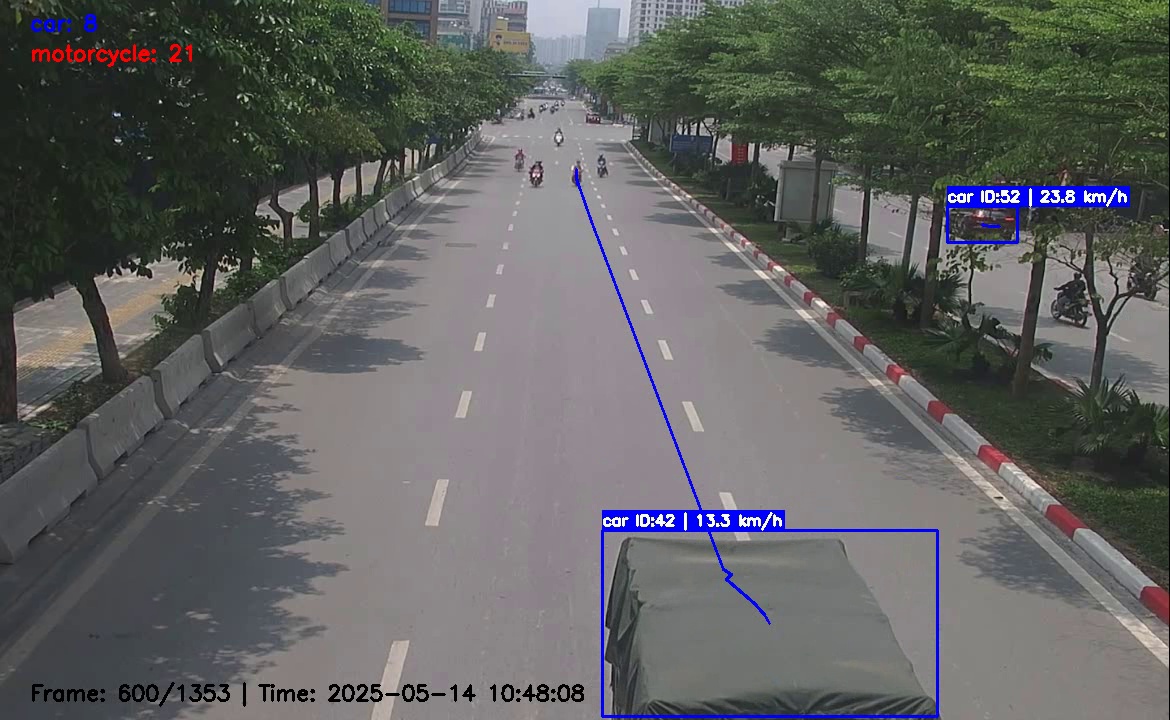 car: 8
motorcycle: 21
car ID:52 | 23.8 km/h
car ID:42 | 13.3 km/h
Frame: 600/1353 | Time: 2025-05-14 10:48:08